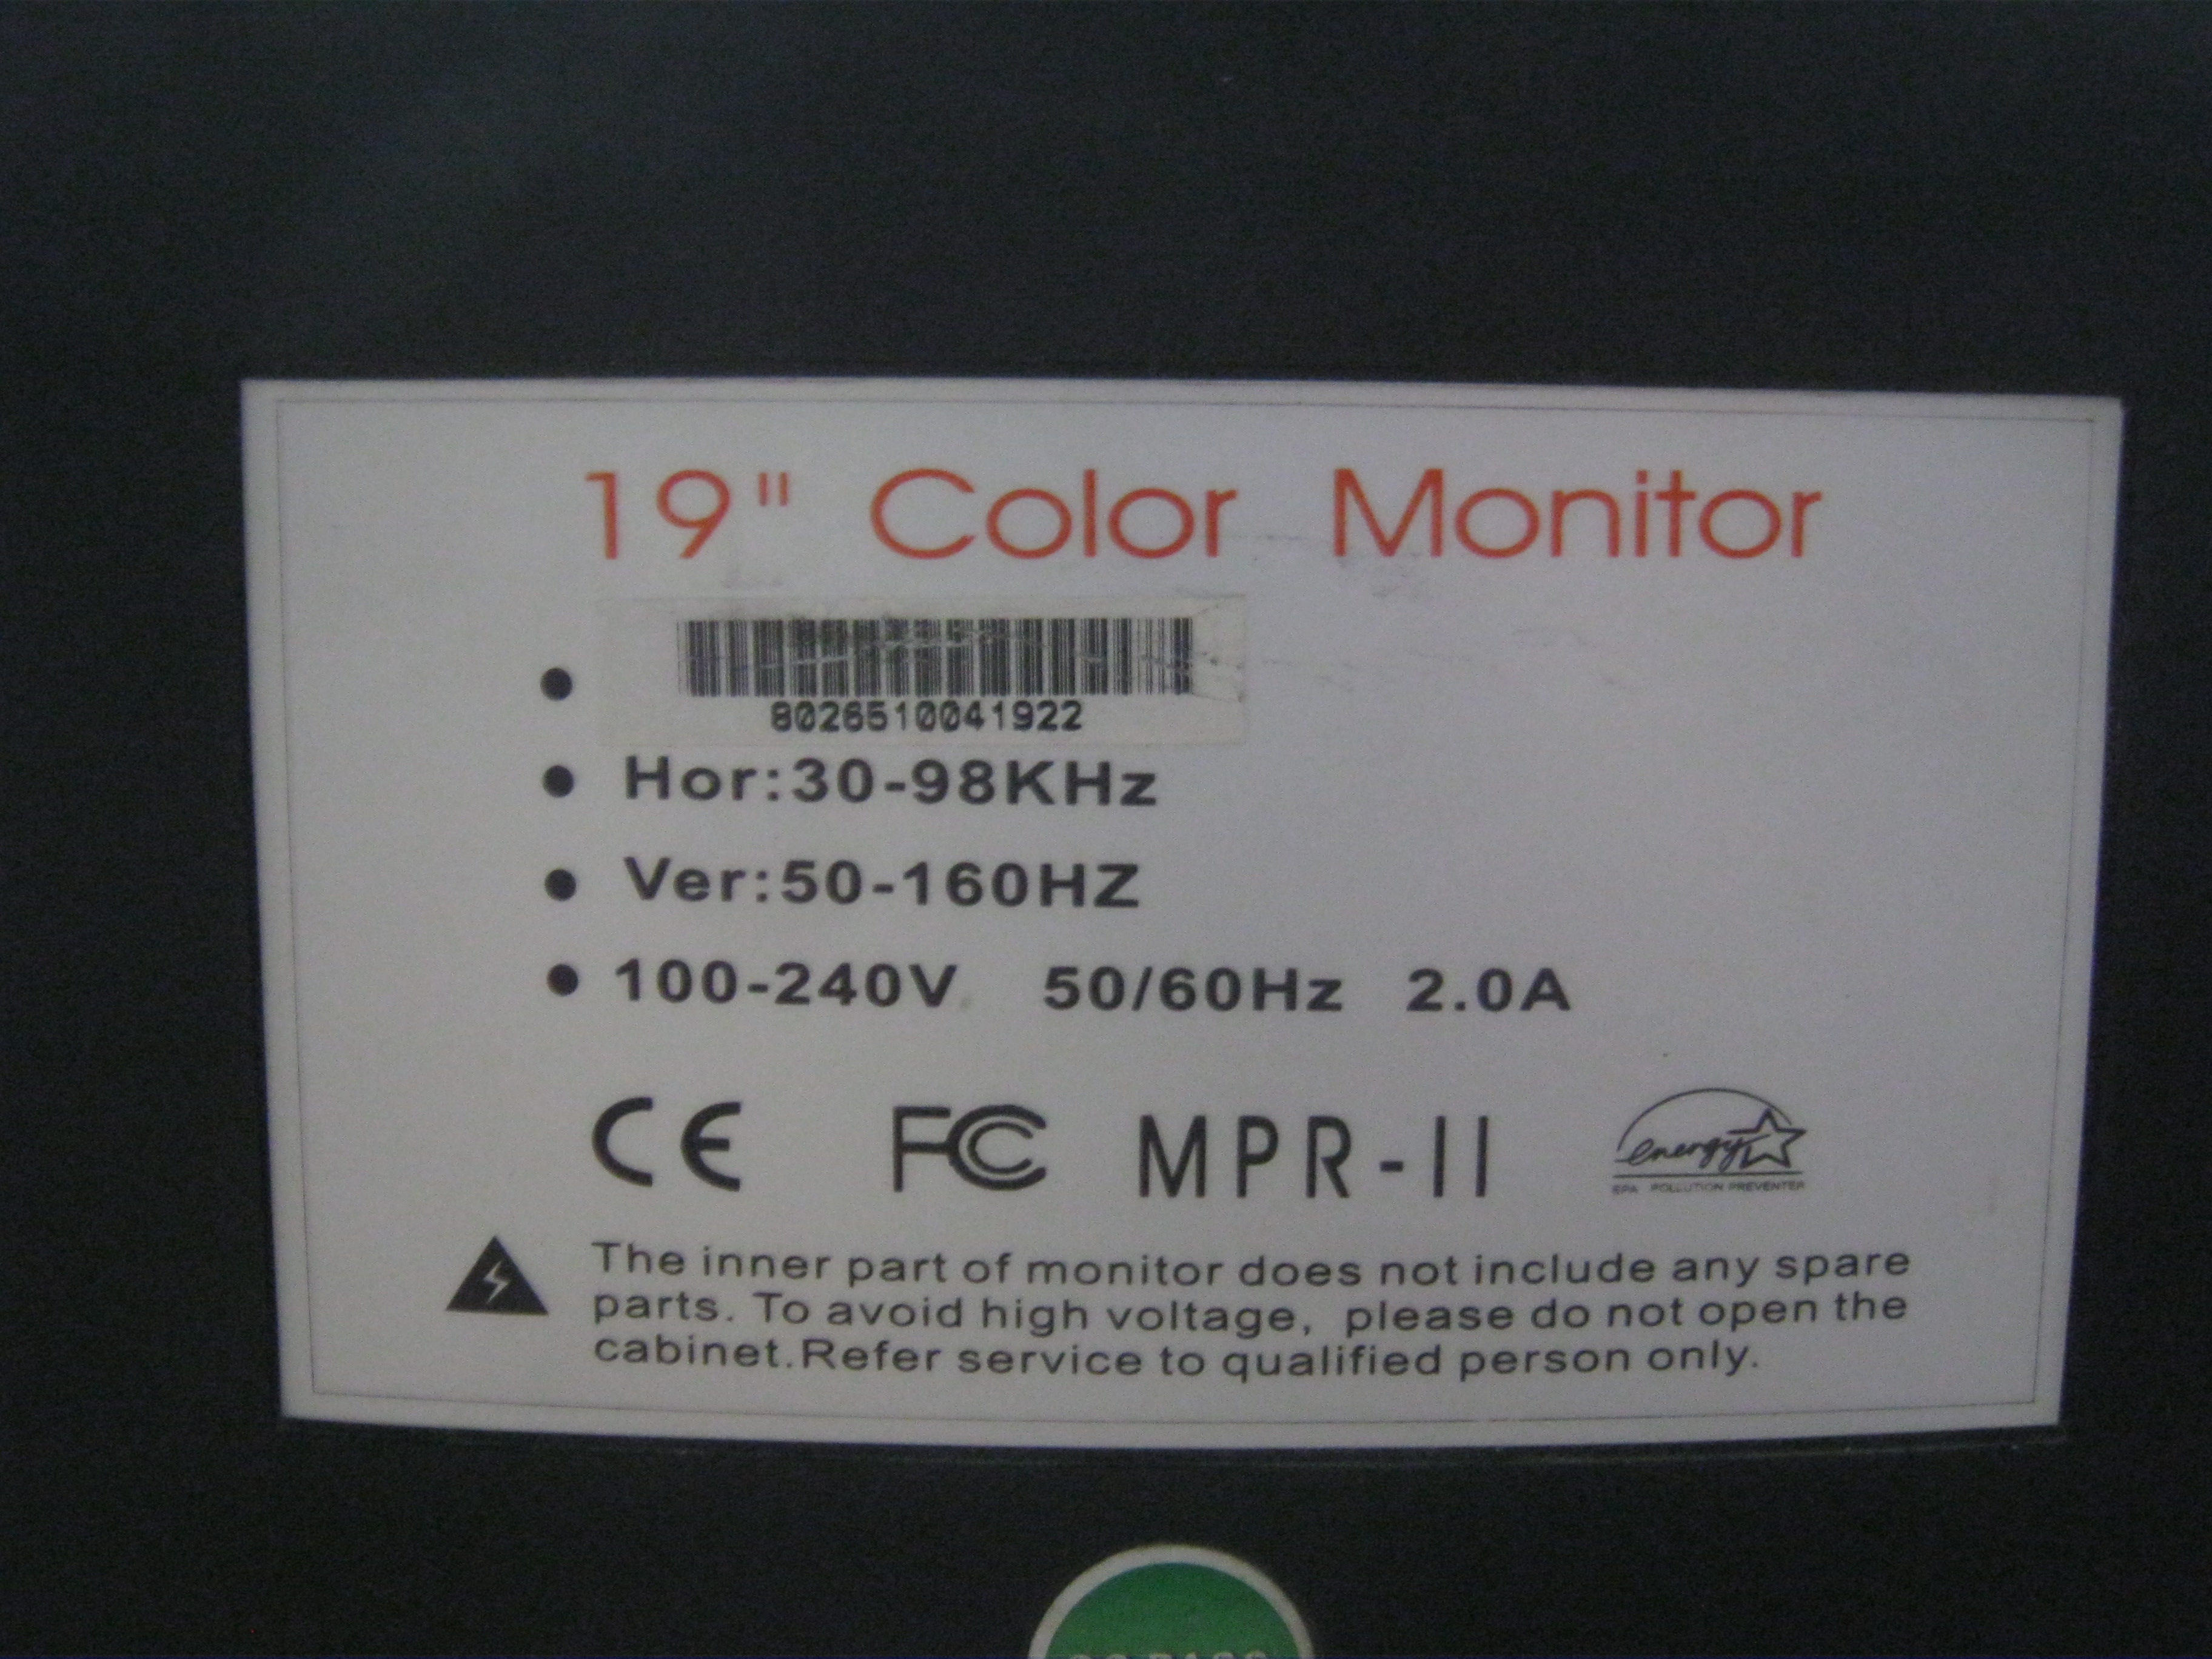 19" Color Monitor
8026510041922
● Hor:30-98KHz
● Ver:50-160HZ
● 100-240V 50/60Hz 2.0A
CE FC MPR-II energy
EPA POLLUTION PREVENTER
The inner part of monitor does not include any spare
parts. To avoid high voltage, please do not open the
cabinet.Refer service to qualified person only.